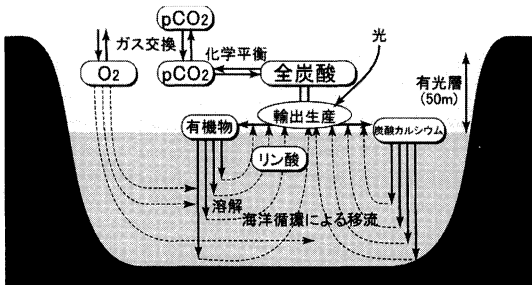 pCO2
ガス交換
化学平衡
光
O2
pCO2
全炭酸
有光層
(50m)
輸出生産
有機物
炭酸カルシウム
リン酸
溶解
海洋循環による移流